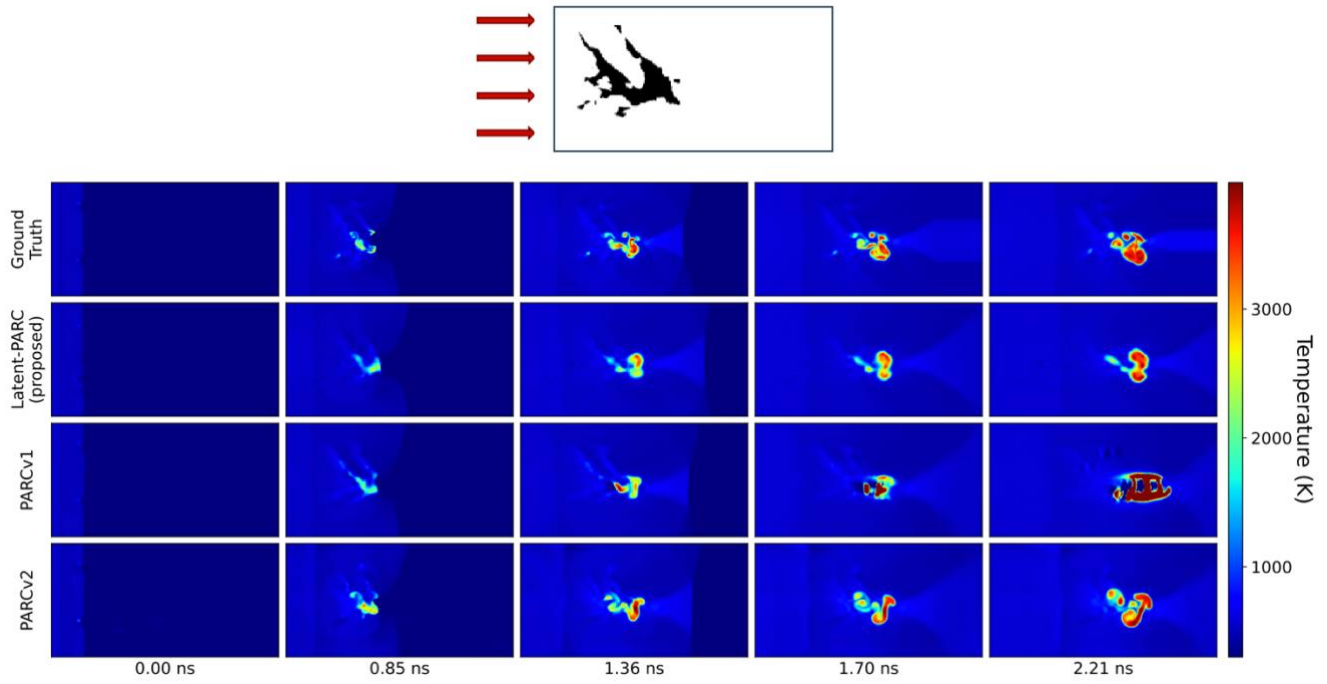 Ground
Truth
Latent-PARC
(proposed)
PARCv1
PARCv2
0.00 ns
0.85 ns
1.36 ns
1.70 ns
2.21 ns
3000
2000
1000
Temperature (K)